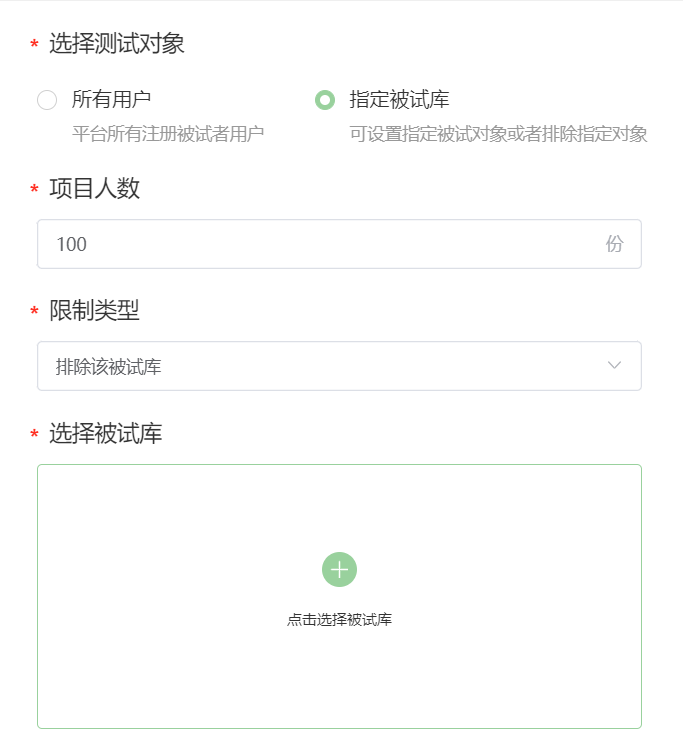 * 选择测试对象
所有用户
指定被试库
平台所有注册被试者用户
可设置指定被试对象或者排除指定对象
* 项目人数
100 份
* 限制类型
排除该被试库
* 选择被试库
点击选择被试库